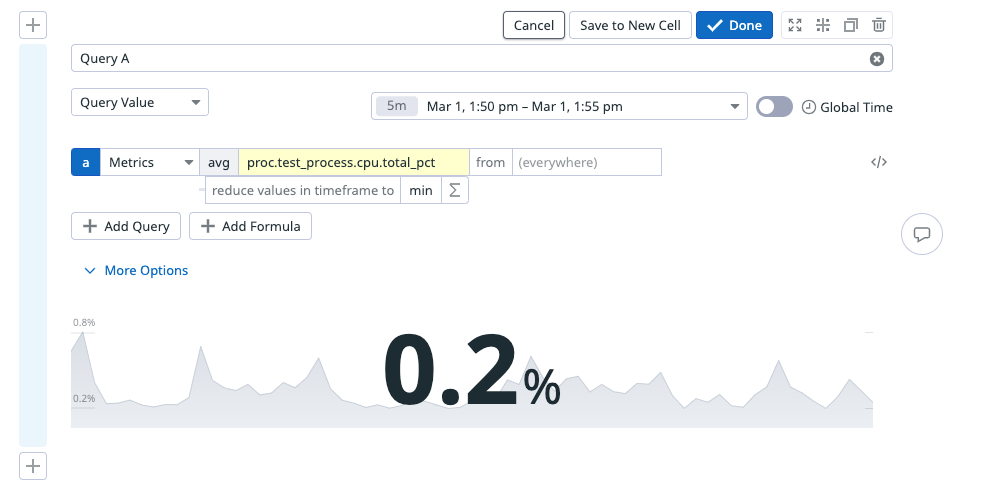 Cancel Save to New Cell Done
Query A
Query Value 5m Mar 1, 1:50 pm – Mar 1, 1:55 pm Global Time
a Metrics avg proc.test_process.cpu.total_pct from (everywhere) </>
reduce values in timeframe to min Σ
Add Query Add Formula
More Options
0.8%
0.2%
0.2%